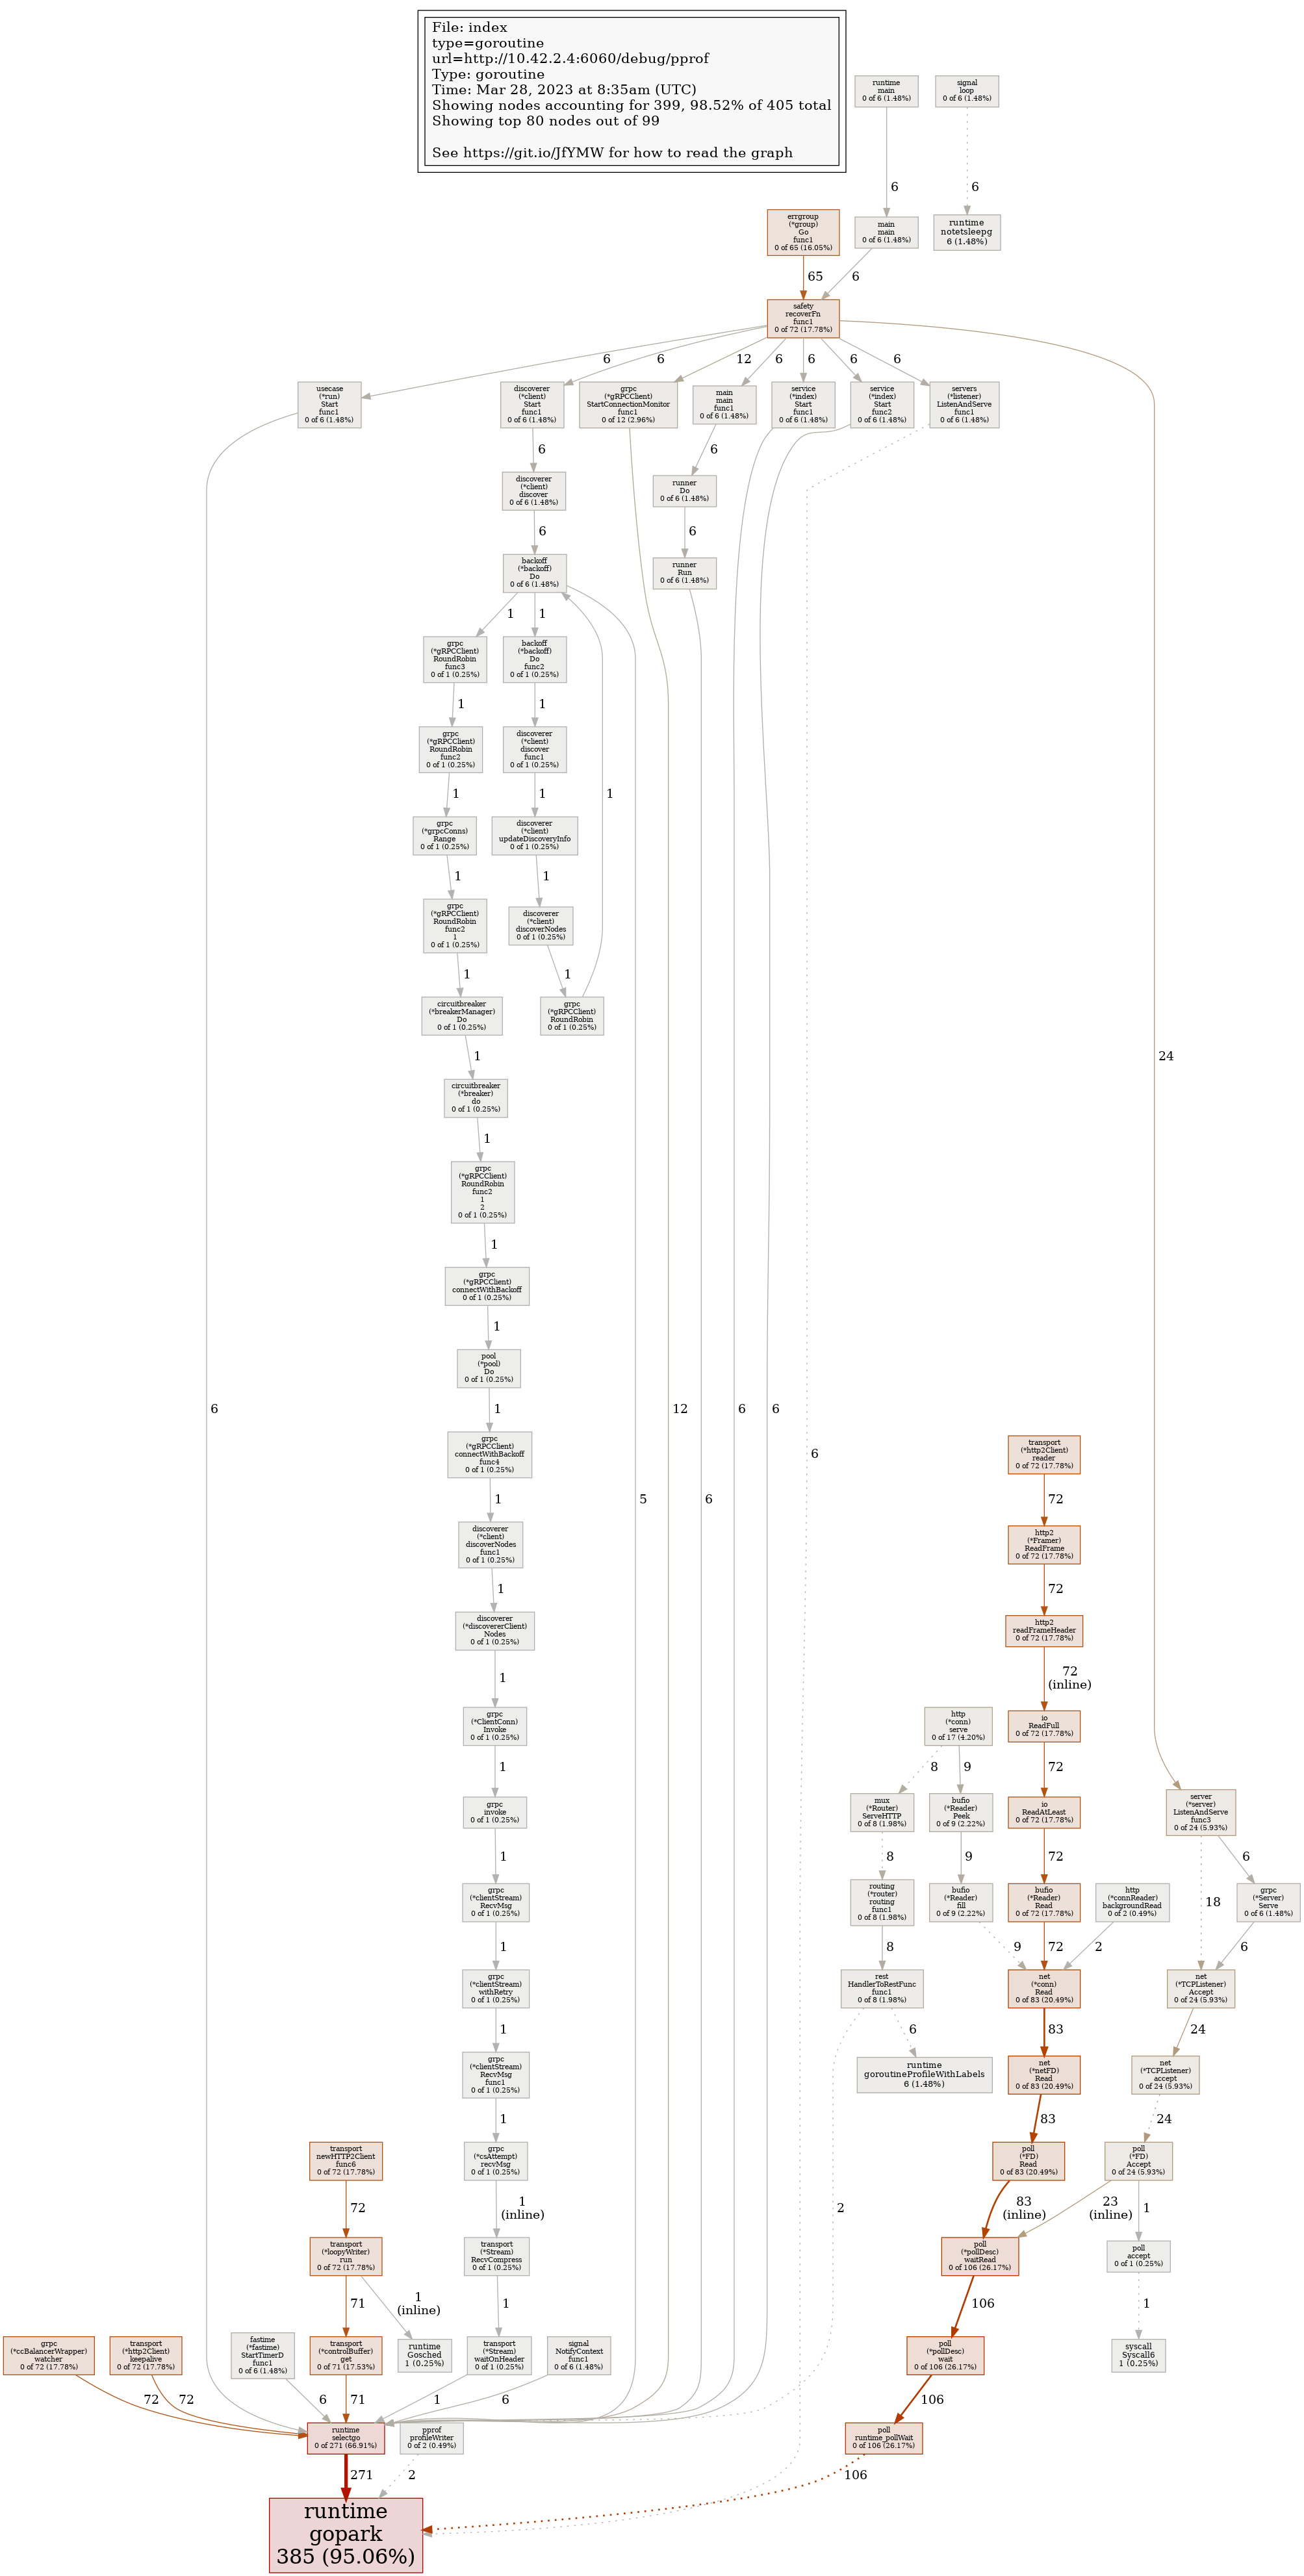 File: index
type=goroutine
url=http://10.42.2.4:6060/debug/pprof
Type: goroutine
Time: Mar 28, 2023 at 8:35am (UTC)
Showing nodes accounting for 399, 98.52% of 405 total
Showing top 80 nodes out of 99
See https://git.io/JfYMW for how to read the graph
runtime
main
0 of 6 (1.48%)
signal
loop
0 of 6 (1.48%)
6
6
errgroup
(*group)
Go
func1
0 of 65 (16.05%)
main
main
0 of 6 (1.48%)
runtime
notetsleepg
6 (1.48%)
65
6
safety
recoverFn
func1
0 of 72 (17.78%)
6
6
12
6
6
6
6
24
usecase
(*run)
Start
func1
0 of 6 (1.48%)
discoverer
(*client)
Start
func1
0 of 6 (1.48%)
grpc
(*gRPCClient)
StartConnectionMonitor
func1
0 of 12 (2.96%)
main
main
func1
0 of 6 (1.48%)
service
(*index)
Start
func1
0 of 6 (1.48%)
service
(*index)
Start
func2
0 of 6 (1.48%)
servers
(*listener)
ListenAndServe
func1
0 of 6 (1.48%)
6
6
discoverer
(*client)
discover
0 of 6 (1.48%)
runner
Do
0 of 6 (1.48%)
6
6
backoff
(*backoff)
Do
0 of 6 (1.48%)
runner
Run
0 of 6 (1.48%)
1
1
grpc
(*gRPCClient)
RoundRobin
func3
0 of 1 (0.25%)
backoff
(*backoff)
Do
func2
0 of 1 (0.25%)
1
1
grpc
(*gRPCClient)
RoundRobin
func2
0 of 1 (0.25%)
discoverer
(*client)
discover
func1
0 of 1 (0.25%)
1
1
1
grpc
(*grpcConns)
Range
0 of 1 (0.25%)
discoverer
(*client)
updateDiscoveryInfo
0 of 1 (0.25%)
1
1
grpc
(*gRPCClient)
RoundRobin
func2
1
0 of 1 (0.25%)
discoverer
(*client)
discoverNodes
0 of 1 (0.25%)
1
1
circuitbreaker
(*breakerManager)
Do
0 of 1 (0.25%)
grpc
(*gRPCClient)
RoundRobin
0 of 1 (0.25%)
1
circuitbreaker
(*breaker)
do
0 of 1 (0.25%)
1
grpc
(*gRPCClient)
RoundRobin
func2
1
2
0 of 1 (0.25%)
1
grpc
(*gRPCClient)
connectWithBackoff
0 of 1 (0.25%)
1
pool
(*pool)
Do
0 of 1 (0.25%)
6
1
12
6
6
grpc
(*gRPCClient)
connectWithBackoff
func4
0 of 1 (0.25%)
6
transport
(*http2Client)
reader
0 of 72 (17.78%)
1
5
6
72
discoverer
(*client)
discoverNodes
func1
0 of 1 (0.25%)
http2
(*Framer)
ReadFrame
0 of 72 (17.78%)
1
72
discoverer
(*discovererClient)
Nodes
0 of 1 (0.25%)
http2
readFrameHeader
0 of 72 (17.78%)
1
72
(inline)
grpc
(*ClientConn)
Invoke
0 of 1 (0.25%)
http
(*conn)
serve
0 of 17 (4.20%)
io
ReadFull
0 of 72 (17.78%)
1
8
9
72
grpc
invoke
0 of 1 (0.25%)
mux
(*Router)
ServeHTTP
0 of 8 (1.98%)
bufio
(*Reader)
Peek
0 of 9 (2.22%)
io
ReadAtLeast
0 of 72 (17.78%)
server
(*server)
ListenAndServe
func3
0 of 24 (5.93%)
1
8
9
72
6
grpc
(*clientStream)
RecvMsg
0 of 1 (0.25%)
routing
(*router)
routing
func1
0 of 8 (1.98%)
bufio
(*Reader)
fill
0 of 9 (2.22%)
bufio
(*Reader)
Read
0 of 72 (17.78%)
http
(*connReader)
backgroundRead
0 of 2 (0.49%)
18
grpc
(*Server)
Serve
0 of 6 (1.48%)
1
8
9
72
2
6
grpc
(*clientStream)
withRetry
0 of 1 (0.25%)
rest
HandlerToRestFunc
func1
0 of 8 (1.98%)
net
(*conn)
Read
0 of 83 (20.49%)
net
(*TCPListener)
Accept
0 of 24 (5.93%)
1
6
83
24
grpc
(*clientStream)
RecvMsg
func1
0 of 1 (0.25%)
runtime
goroutineProfileWithLabels
6 (1.48%)
net
(*netFD)
Read
0 of 83 (20.49%)
net
(*TCPListener)
accept
0 of 24 (5.93%)
1
83
24
transport
newHTTP2Client
func6
0 of 72 (17.78%)
grpc
(*csAttempt)
recvMsg
0 of 1 (0.25%)
poll
(*FD)
Read
0 of 83 (20.49%)
poll
(*FD)
Accept
0 of 24 (5.93%)
72
1
(inline)
2
83
(inline)
23
(inline)
1
transport
(*loopyWriter)
run
0 of 72 (17.78%)
transport
(*Stream)
RecvCompress
0 of 1 (0.25%)
poll
(*pollDesc)
waitRead
0 of 106 (26.17%)
poll
accept
0 of 1 (0.25%)
71
1
(inline)
1
106
1
grpc
(*ccBalancerWrapper)
watcher
0 of 72 (17.78%)
transport
(*http2Client)
keepalive
0 of 72 (17.78%)
fastime
(*fastime)
StartTimerD
func1
0 of 6 (1.48%)
transport
(*controlBuffer)
get
0 of 71 (17.53%)
runtime
Gosched
1 (0.25%)
transport
(*Stream)
waitOnHeader
0 of 1 (0.25%)
signal
NotifyContext
func1
0 of 6 (1.48%)
poll
(*pollDesc)
wait
0 of 106 (26.17%)
syscall
Syscall6
1 (0.25%)
72
72
6
71
1
6
106
runtime
selectgo
0 of 271 (66.91%)
pprof
profileWriter
0 of 2 (0.49%)
poll
runtime_pollWait
0 of 106 (26.17%)
271
2
106
runtime
gopark
385 (95.06%)